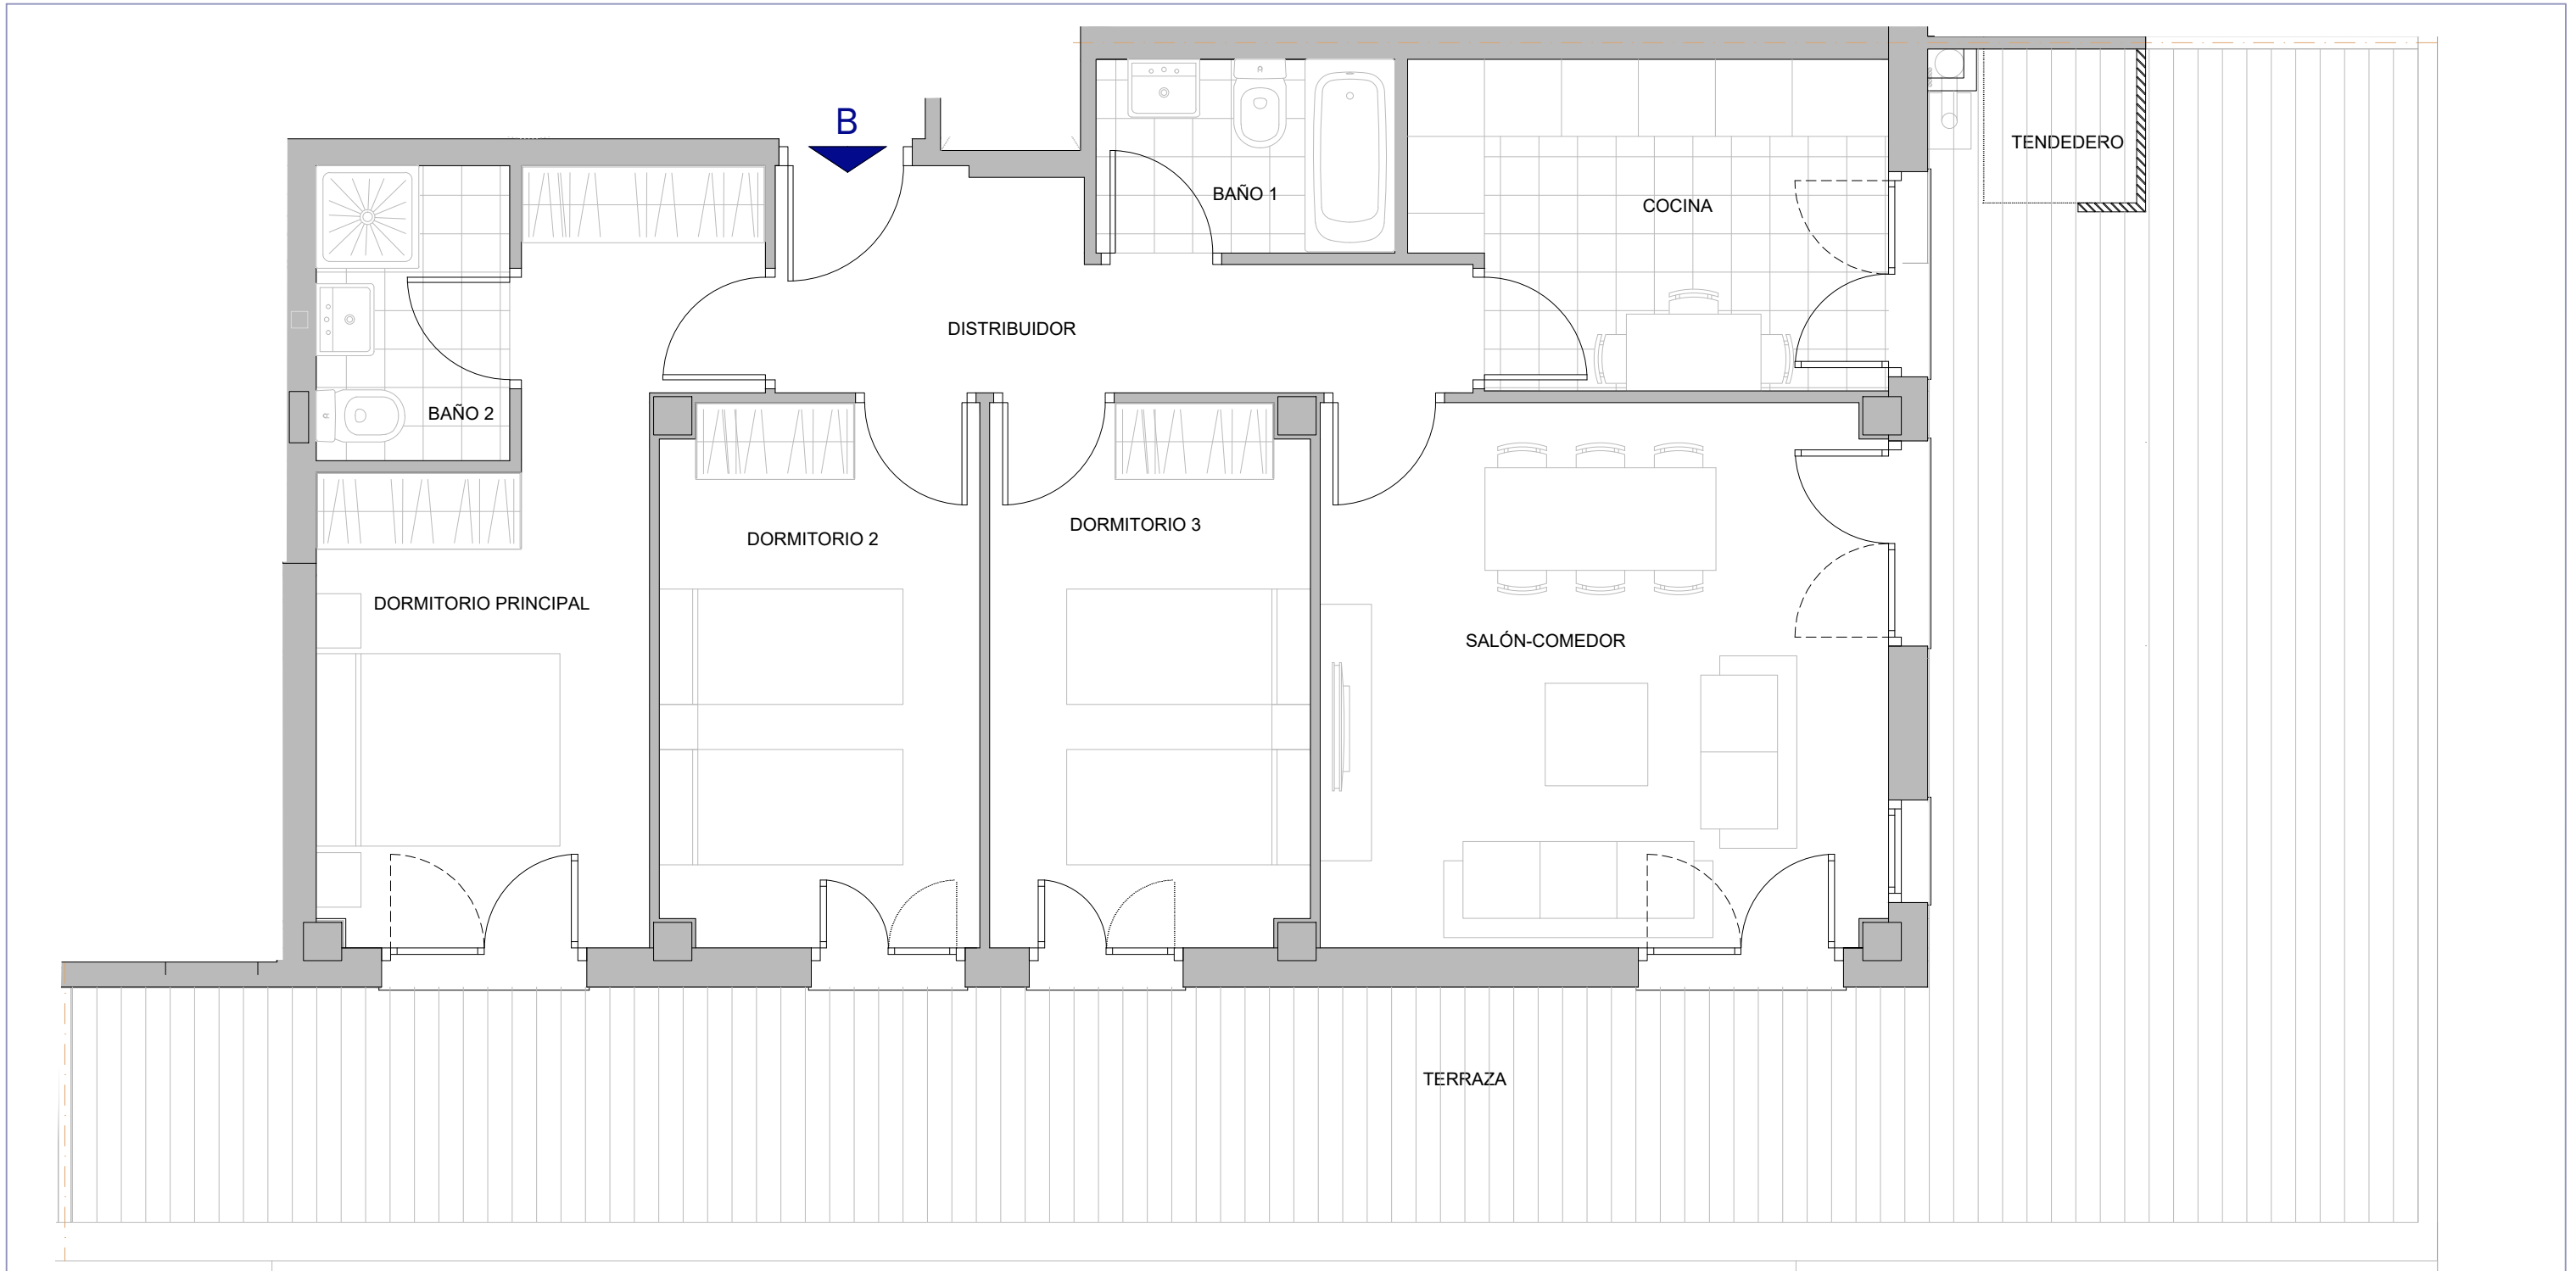 B
TENDEDERO
BAÑO 1
COCINA
DISTRIBUIDOR
BAÑO 2
DORMITORIO 3
DORMITORIO 2
DORMITORIO PRINCIPAL
SALÓN-COMEDOR
TERRAZA